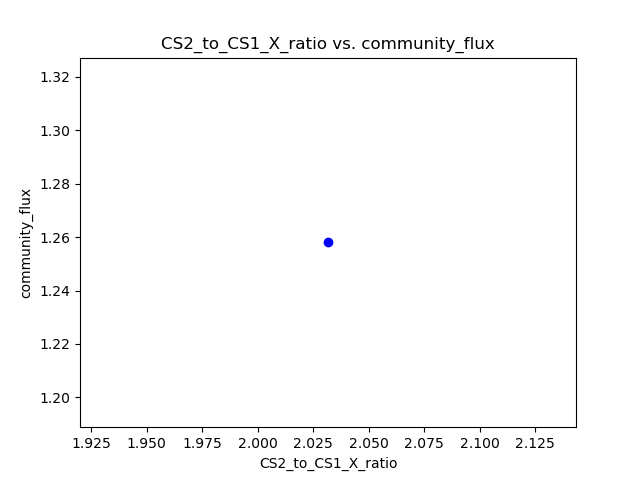 CS2_to_CS1_X_ratio vs. community_flux
1.32
1.30
1.28
1.26
1.24
1.22
1.20
community_flux
1.925 1.950 1.975 2.000 2.025 2.050 2.075 2.100 2.125
CS2_to_CS1_X_ratio